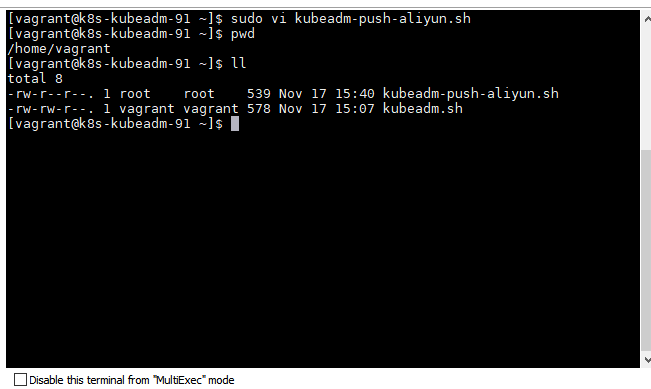 [vagrant@k8s-kubeadm-91 ~]$ sudo vi kubeadm-push-aliyun.sh
[vagrant@k8s-kubeadm-91 ~]$ pwd
/home/vagrant
[vagrant@k8s-kubeadm-91 ~]$ ll
total 8
-rw-r--r--. 1 root    root    539 Nov 17 15:40 kubeadm-push-aliyun.sh
-rw-rw-r--. 1 vagrant vagrant 578 Nov 17 15:07 kubeadm.sh
[vagrant@k8s-kubeadm-91 ~]$
Disable this terminal from "MultiExec" mode